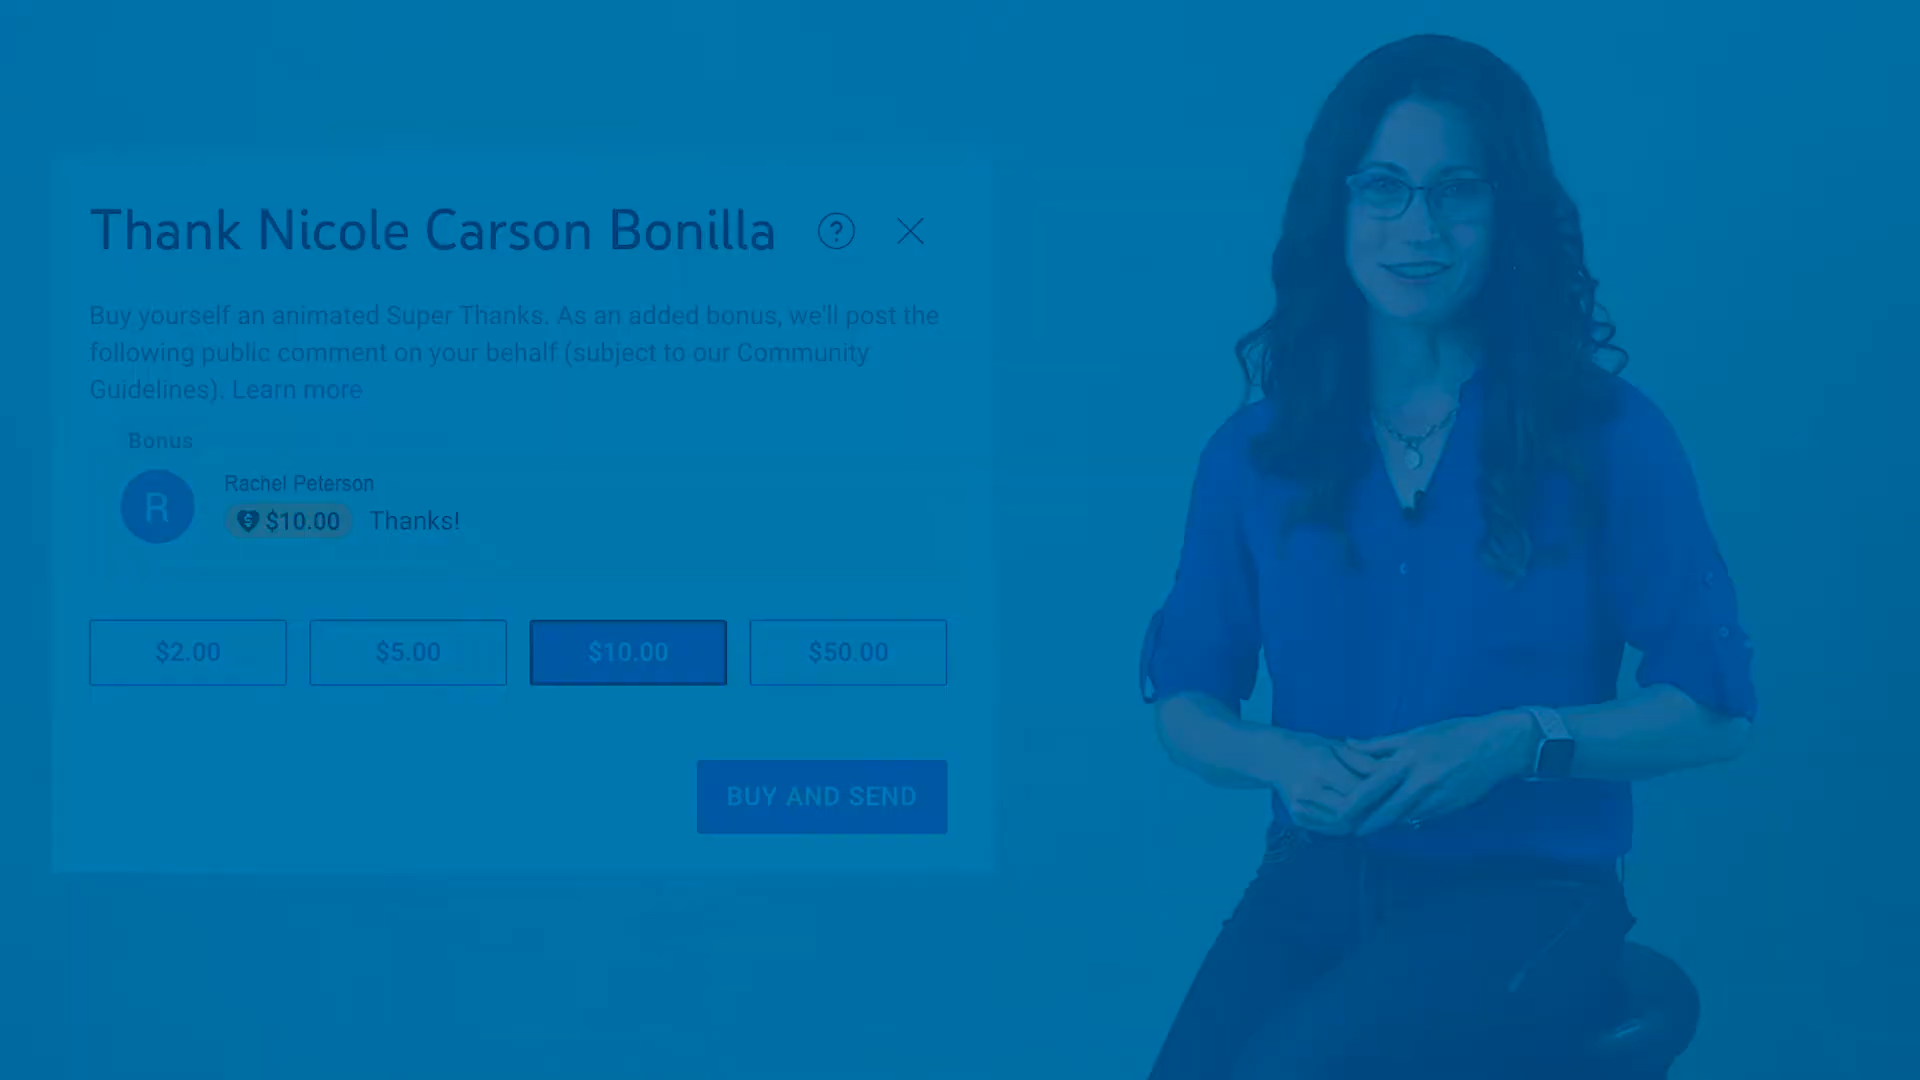 Thank Nicole Carson Bonilla
Buy yourself an animated Super Thanks. As an added bonus, we'll post the
following public comment on your behalf (subject to our Community
Guidelines). Learn more
Bonus
R
Rachel Peterson
$10.00 Thanks!
$2.00 $5.00 $10.00 $50.00
BUY AND SEND